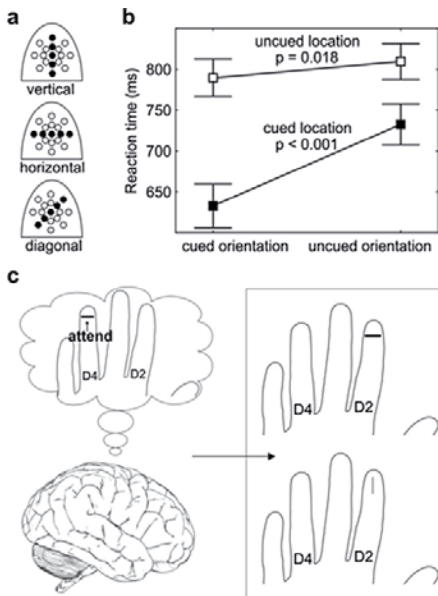 a
vertical
horizontal
diagonal
b
Reaction time (ms)
800
750
700
650
uncued location
p = 0.018
cued location
p < 0.001
cued orientation
uncued orientation
c
attend
D4
D2
D4
D2
D4
D2